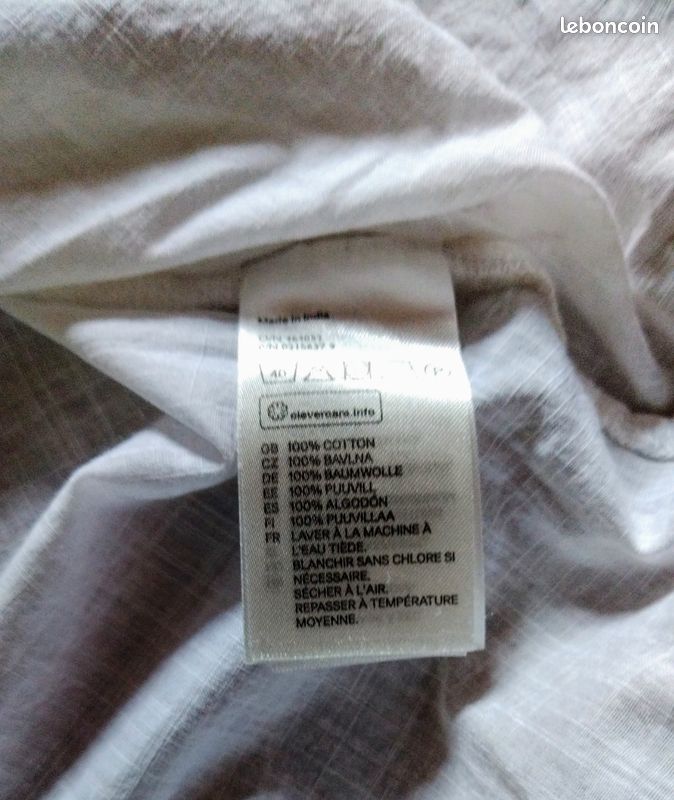 leboncoin
Made in India
40
clevercare.info
GB 100% COTTON
CZ 100% BAVLNA
DE 100% BAUMWOLLE
EE 100% PUUVILL
ES 100% ALGODÓN
FI 100% PUUVILLAA
FR LAVER À LA MACHINE À
L'EAU TIÈDE.
BLANCHIR SANS CHLORE SI
NÉCESSAIRE.
SÉCHER À L'AIR.
REPASSER À TEMPÉRATURE
MOYENNE.